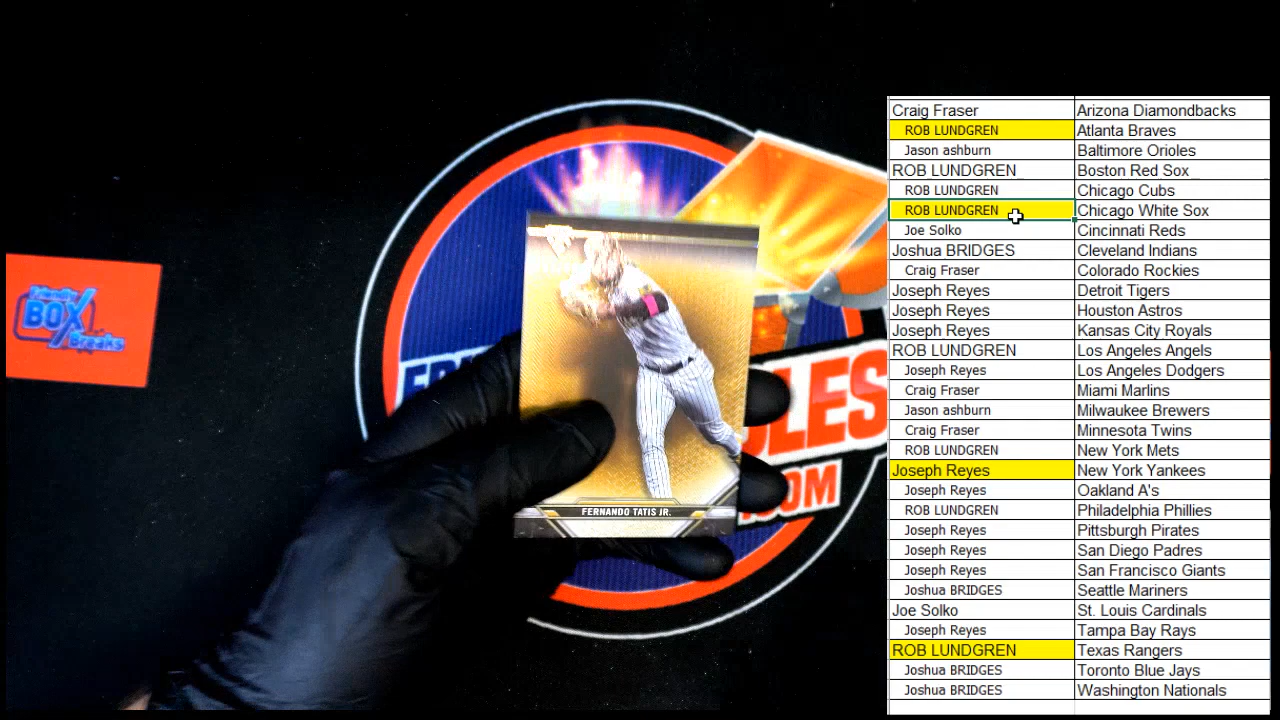 Friendly
BOX
Breaks
LES
.COM
FERNANDO TATIS JR.
Craig Fraser Arizona Diamondbacks
ROB LUNDGREN Atlanta Braves
Jason ashburn Baltimore Orioles
ROB LUNDGREN Boston Red Sox
ROB LUNDGREN Chicago Cubs
ROB LUNDGREN Chicago White Sox
Joe Solko Cincinnati Reds
Joshua BRIDGES Cleveland Indians
Craig Fraser Colorado Rockies
Joseph Reyes Detroit Tigers
Joseph Reyes Houston Astros
Joseph Reyes Kansas City Royals
ROB LUNDGREN Los Angeles Angels
Joseph Reyes Los Angeles Dodgers
Craig Fraser Miami Marlins
Jason ashburn Milwaukee Brewers
Craig Fraser Minnesota Twins
ROB LUNDGREN New York Mets
Joseph Reyes New York Yankees
Joseph Reyes Oakland A's
ROB LUNDGREN Philadelphia Phillies
Joseph Reyes Pittsburgh Pirates
Joseph Reyes San Diego Padres
Joseph Reyes San Francisco Giants
Joshua BRIDGES Seattle Mariners
Joe Solko St. Louis Cardinals
Joseph Reyes Tampa Bay Rays
ROB LUNDGREN Texas Rangers
Joshua BRIDGES Toronto Blue Jays
Joshua BRIDGES Washington Nationals